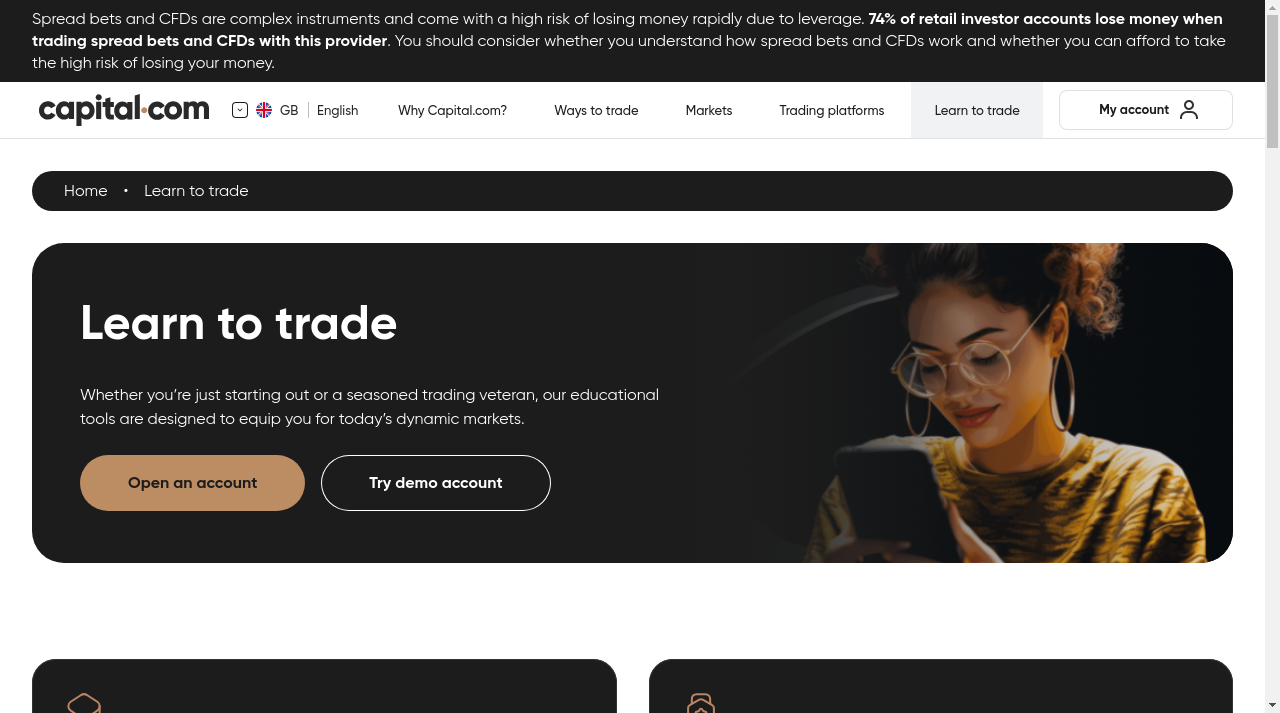 Spread bets and CFDs are complex instruments and come with a high risk of losing money rapidly due to leverage. 74% of retail investor accounts lose money when
trading spread bets and CFDs with this provider. You should consider whether you understand how spread bets and CFDs work and whether you can afford to take
the high risk of losing your money.
capital.com GB English Why Capital.com? Ways to trade Markets Trading platforms Learn to trade My account
Home • Learn to trade
Learn to trade
Whether you’re just starting out or a seasoned trading veteran, our educational
tools are designed to equip you for today’s dynamic markets.
Open an account Try demo account